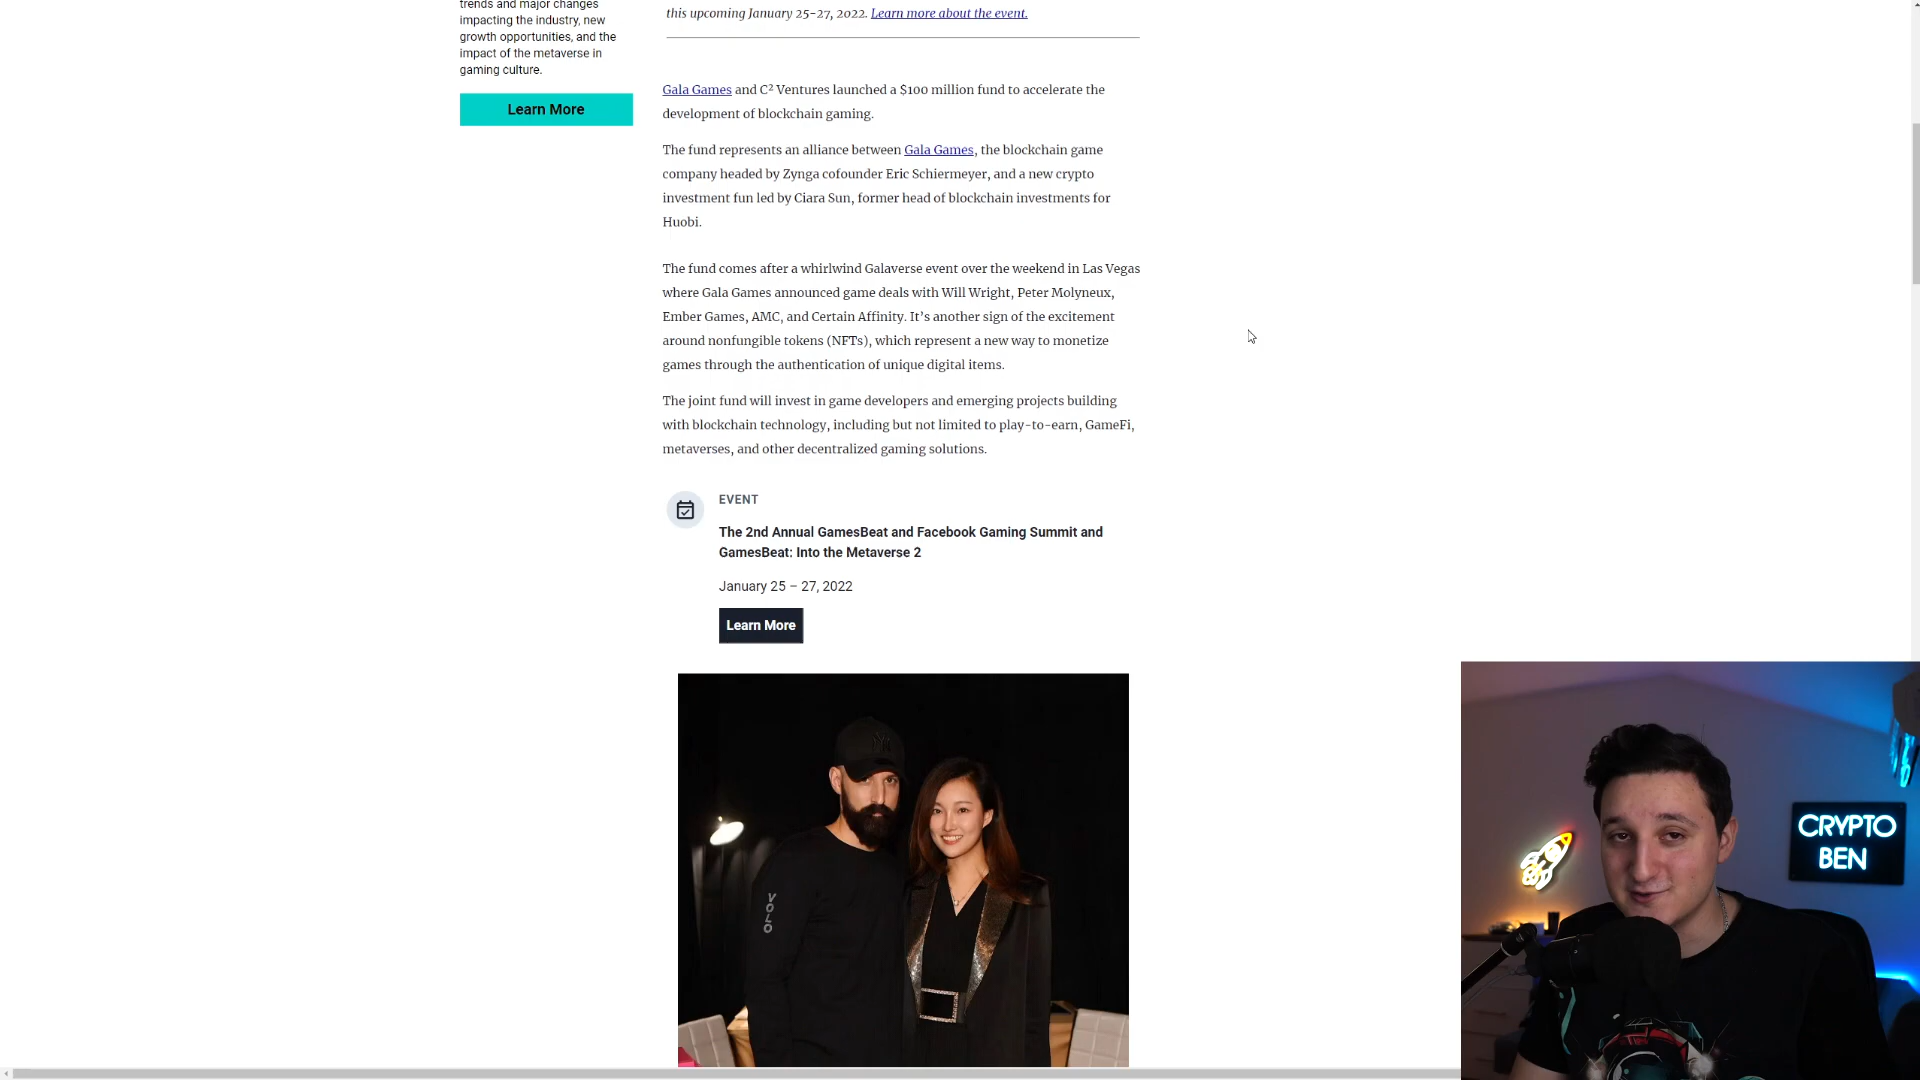 trends and major changes
impacting the industry, new
growth opportunities, and the
impact of the metaverse in
gaming culture.
Learn More
this upcoming January 25-27, 2022. Learn more about the event.
Gala Games and C² Ventures launched a $100 million fund to accelerate the
development of blockchain gaming.
The fund represents an alliance between Gala Games, the blockchain game
company headed by Zynga cofounder Eric Schiermeyer, and a new crypto
investment fun led by Ciara Sun, former head of blockchain investments for
Huobi.
The fund comes after a whirlwind Galaverse event over the weekend in Las Vegas
where Gala Games announced game deals with Will Wright, Peter Molyneux,
Ember Games, AMC, and Certain Affinity. It’s another sign of the excitement
around nonfungible tokens (NFTs), which represent a new way to monetize
games through the authentication of unique digital items.
The joint fund will invest in game developers and emerging projects building
with blockchain technology, including but not limited to play-to-earn, GameFi,
metaverses, and other decentralized gaming solutions.
EVENT
The 2nd Annual GamesBeat and Facebook Gaming Summit and
GamesBeat: Into the Metaverse 2
January 25 – 27, 2022
Learn More
VOLO
CRYPTO
BEN